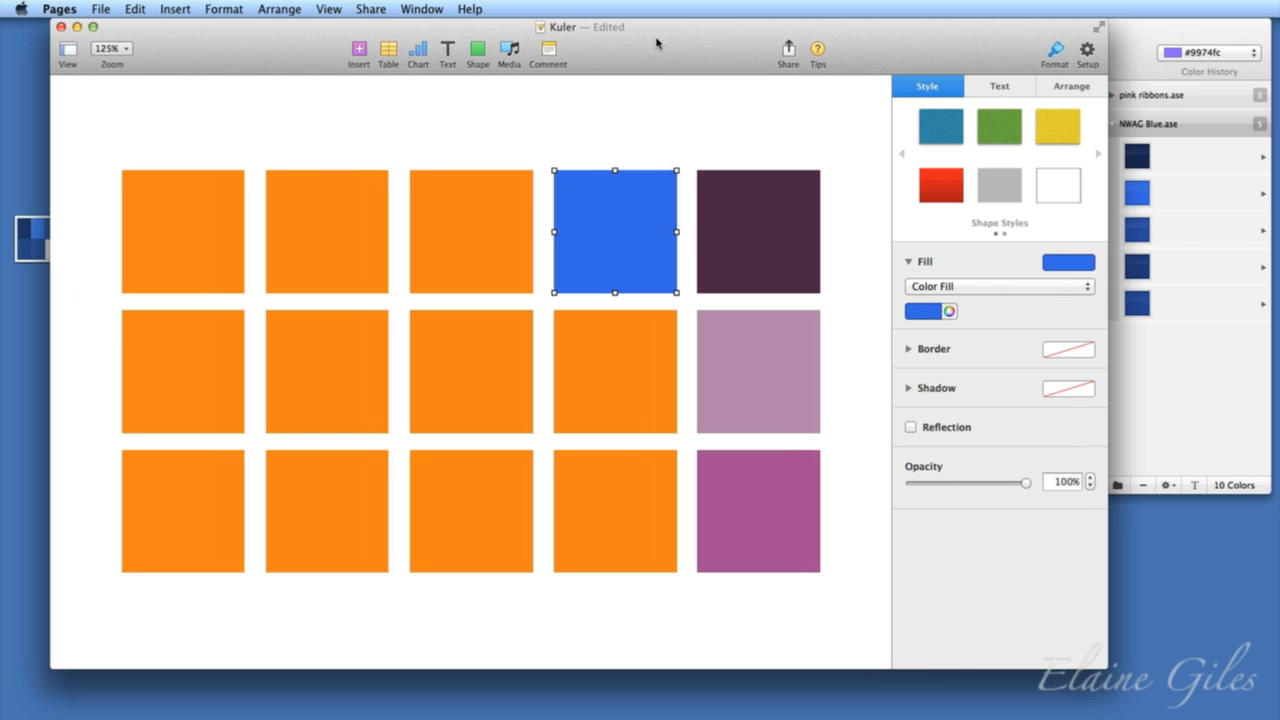 Pages File Edit Insert Format Arrange View Share Window Help
Kuler — Edited
125%
View Zoom Insert Table Chart Text Shape Media Comment Share Tips Format Setup
#9974fc
Color History
Style Text Arrange
pink ribbons.ase
NWAG Blue.ase
Shape Styles
Fill
Color Fill
Border
Shadow
Reflection
Opacity
100%
T 10 Colors
Elaine Giles